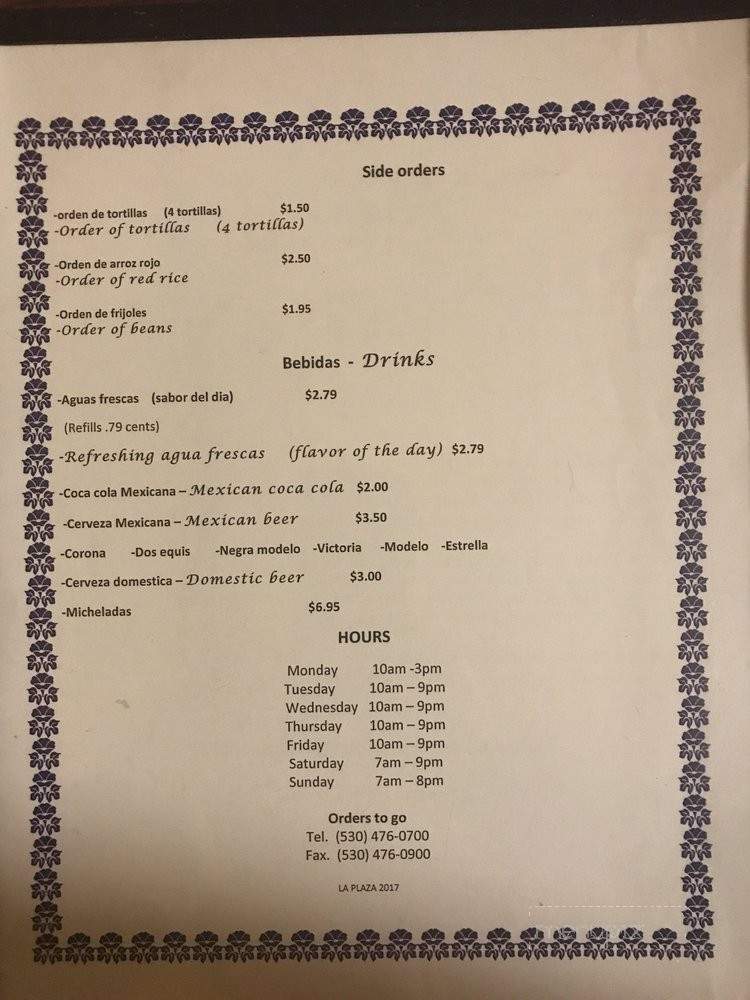 Side orders
-orden de tortillas (4 tortillas) $1.50
-Order of tortillas (4 tortillas)
-Orden de arroz rojo $2.50
-Order of red rice
-Orden de frijoles $1.95
-Order of beans
Bebidas - Drinks
-Aguas frescas (sabor del dia) $2.79
(Refills .79 cents)
-Refreshing agua frescas (flavor of the day) $2.79
-Coca cola Mexicana – Mexican coca cola $2.00
-Cerveza Mexicana – Mexican beer $3.50
-Corona -Dos equis -Negra modelo -Victoria -Modelo -Estrella
-Cerveza domestica – Domestic beer $3.00
-Micheladas $6.95
HOURS
Monday 10am -3pm
Tuesday 10am – 9pm
Wednesday 10am – 9pm
Thursday 10am – 9pm
Friday 10am – 9pm
Saturday 7am – 9pm
Sunday 7am – 8pm
Orders to go
Tel. (530) 476-0700
Fax. (530) 476-0900
LA PLAZA 2017